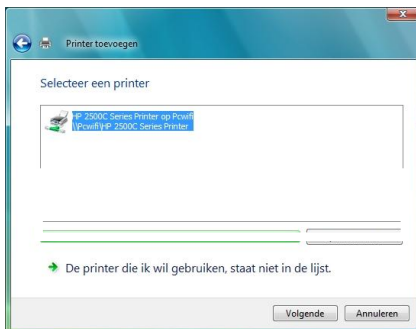 Printer toevoegen
Selecteer een printer
HP 2500C Series Printer op Pcwifi
\\Pcwifi\HP 2500C Series Printer
De printer die ik wil gebruiken, staat niet in de lijst.
Volgende
Annuleren